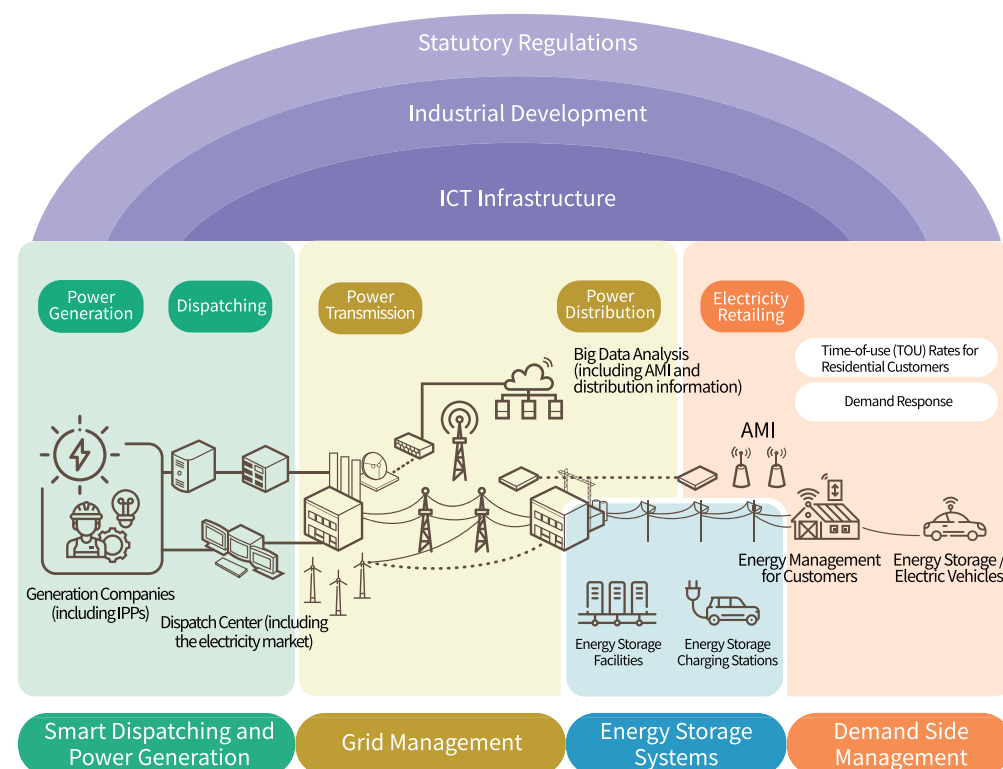 Statutory Regulations
Industrial Development
ICT Infrastructure
Power
Generation
Dispatching
Power
Transmission
Power
Distribution
Electricity
Retailing
Time-of-use (TOU) Rates for
Residential Customers
Demand Response
Big Data Analysis
(including AMI and
distribution information)
AMI
Generation Companies
(including IPPs)
Dispatch Center (including
the electricity market)
Energy Management
for Customers
Energy Storage /
Electric Vehicles
Energy Storage
Facilities
Energy Storage
Charging Stations
Smart Dispatching and
Power Generation
Grid Management
Energy Storage
Systems
Demand Side
Management